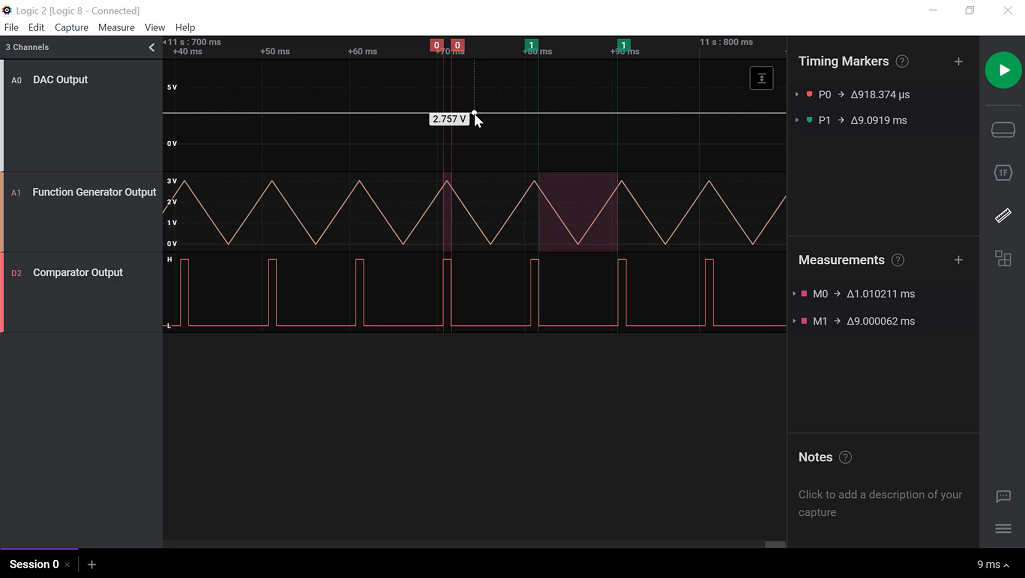 Logic 2 [Logic 8 - Connected]
File Edit Capture Measure View Help
3 Channels
11 s : 700 ms
11 s : 800 ms
0 0 1 1
+40 ms +50 ms +60 ms +70 ms +80 ms +90 ms
A0 DAC Output
5 V
0 V
2.757 V
A1 Function Generator Output
3 V
2 V
1 V
0 V
D2 Comparator Output
H
L
Timing Markers ? +
P0 → Δ918.374 µs
P1 → Δ9.0919 ms
Measurements ? +
M0 → Δ1.010211 ms
M1 → Δ9.000062 ms
Notes ?
Click to add a description of your
capture
1F
Session 0 × +
9 ms